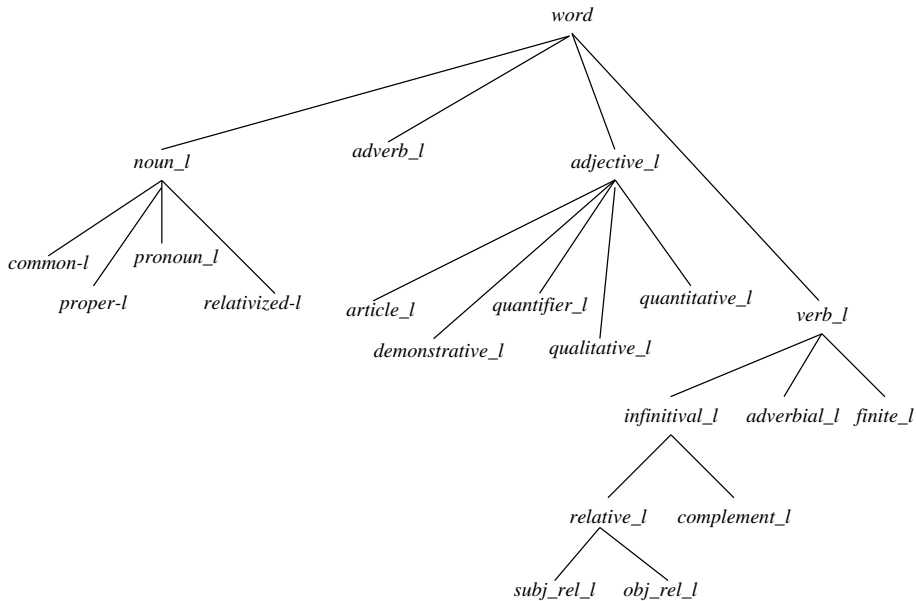 word
adverb_l
noun_l
adjective_l
common-l
pronoun_l
proper-l
relativized-l
article_l
quantifier_l
quantitative_l
demonstrative_l
qualitative_l
verb_l
infinitival_l
adverbial_l
finite_l
relative_l
complement_l
subj_rel_l
obj_rel_l